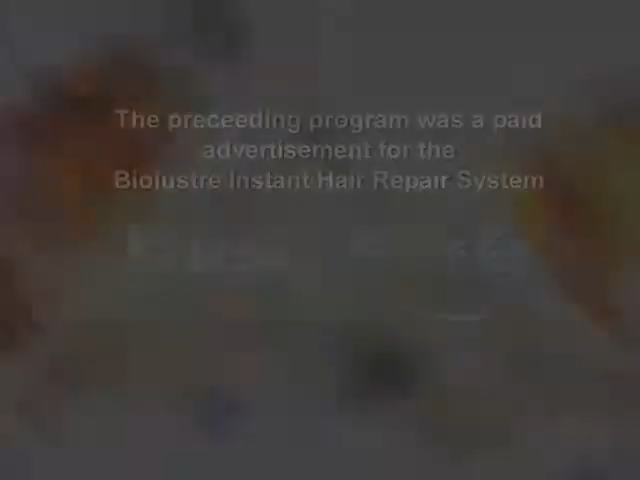 The preceeding program was a paid
advertisement for the
Biolustre Instant Hair Repair System